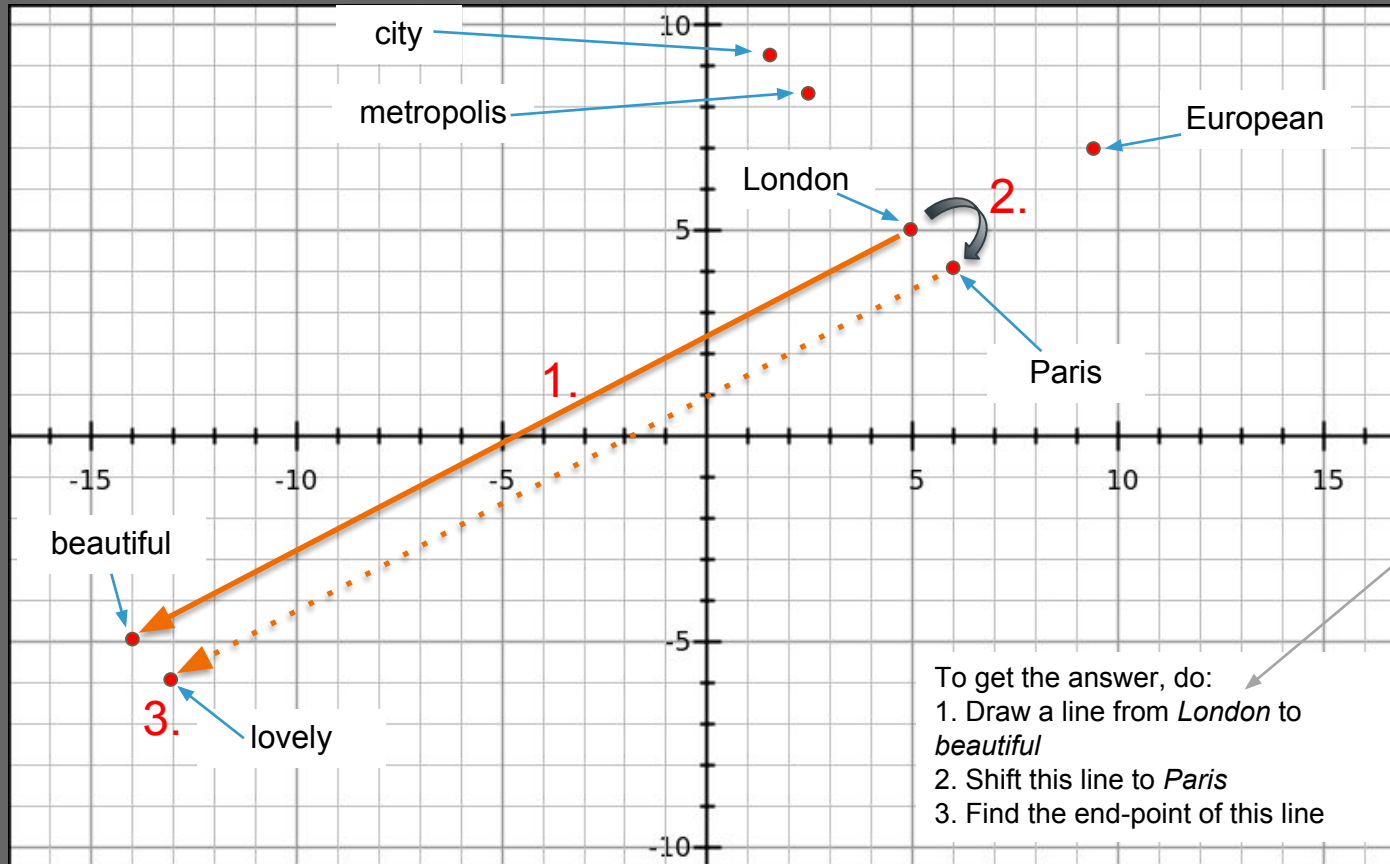 10
city
metropolis
European
London
2.
5
1.
Paris
-15
-10
-5
5
10
15
beautiful
-5
3.
lovely
To get the answer, do:
1. Draw a line from London to
beautiful
2. Shift this line to Paris
3. Find the end-point of this line
-10